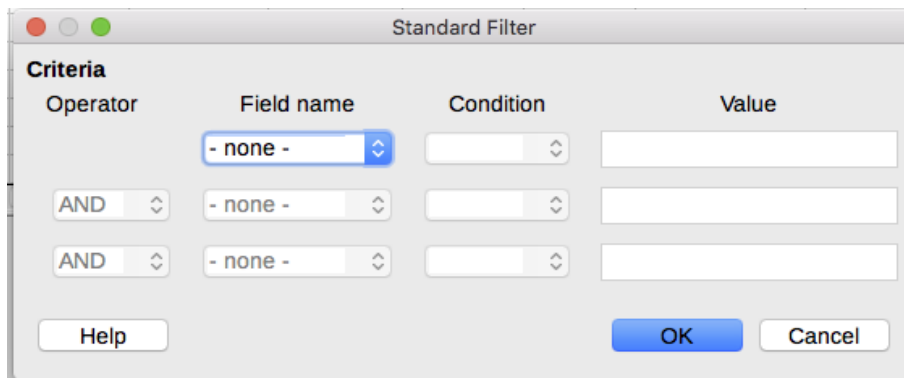 Standard Filter
Criteria
Operator Field name Condition Value
- none -
AND - none -
AND - none -
Help OK Cancel